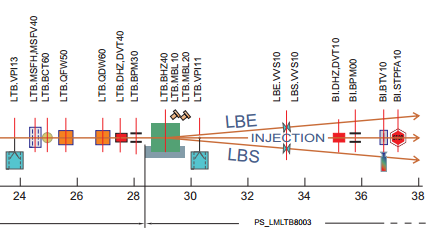 LTB.VPI13
LTB.MSFH,MSFV40
LTB.BCT60
LTB.QFW50
LTB.QDW60
LTB.DHZ,DVT40
LTB.BPM30
LTB.BHZ40
LTB.MBL10
LTB.MBL20
LTB.VPI11
LBE.VVS10
LBS.VVS10
BI.DHZ,DVT10
BI.BPM00
BI.BTV10
BI.STPFA10
LBE
INJECTION
LBS
24 26 28 30 32 34 36 38
PS_LMLTB8003